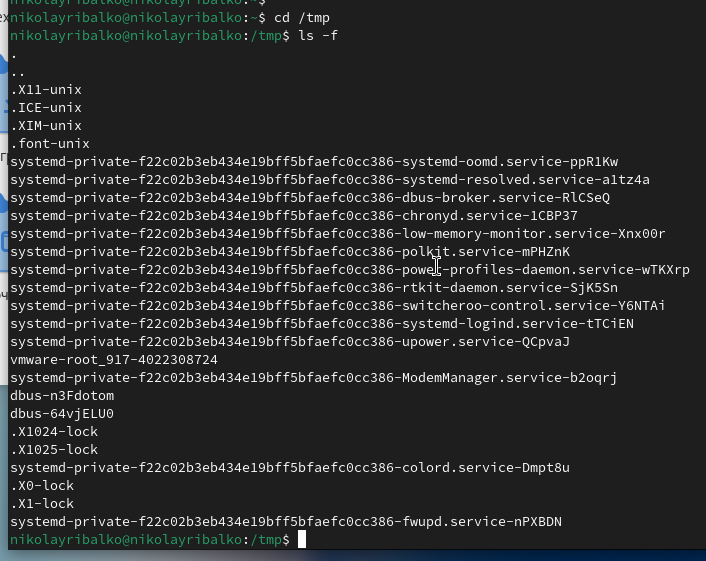 nikolayribalko@nikolayribalko:~$
nikolayribalko@nikolayribalko:~$ cd /tmp
nikolayribalko@nikolayribalko:/tmp$ ls -f
.
..
.X11-unix
.ICE-unix
.XIM-unix
.font-unix
systemd-private-f22c02b3eb434e19bff5bfaefc0cc386-systemd-oomd.service-ppR1Kw
systemd-private-f22c02b3eb434e19bff5bfaefc0cc386-systemd-resolved.service-a1tz4a
systemd-private-f22c02b3eb434e19bff5bfaefc0cc386-dbus-broker.service-RlCSeQ
systemd-private-f22c02b3eb434e19bff5bfaefc0cc386-chronyd.service-1CBP37
systemd-private-f22c02b3eb434e19bff5bfaefc0cc386-low-memory-monitor.service-Xnx00r
systemd-private-f22c02b3eb434e19bff5bfaefc0cc386-polkit.service-mPHZnK
systemd-private-f22c02b3eb434e19bff5bfaefc0cc386-power-profiles-daemon.service-wTKXrp
systemd-private-f22c02b3eb434e19bff5bfaefc0cc386-rtkit-daemon.service-SjK5Sn
systemd-private-f22c02b3eb434e19bff5bfaefc0cc386-switcheroo-control.service-Y6NTAi
systemd-private-f22c02b3eb434e19bff5bfaefc0cc386-systemd-logind.service-tTCiEN
systemd-private-f22c02b3eb434e19bff5bfaefc0cc386-upower.service-QCpvaJ
vmware-root_917-4022308724
systemd-private-f22c02b3eb434e19bff5bfaefc0cc386-ModemManager.service-b2oqrj
dbus-n3Fdotom
dbus-64vjELU0
.X1024-lock
.X1025-lock
systemd-private-f22c02b3eb434e19bff5bfaefc0cc386-colord.service-Dmpt8u
.X0-lock
.X1-lock
systemd-private-f22c02b3eb434e19bff5bfaefc0cc386-fwupd.service-nPXBDN
nikolayribalko@nikolayribalko:/tmp$